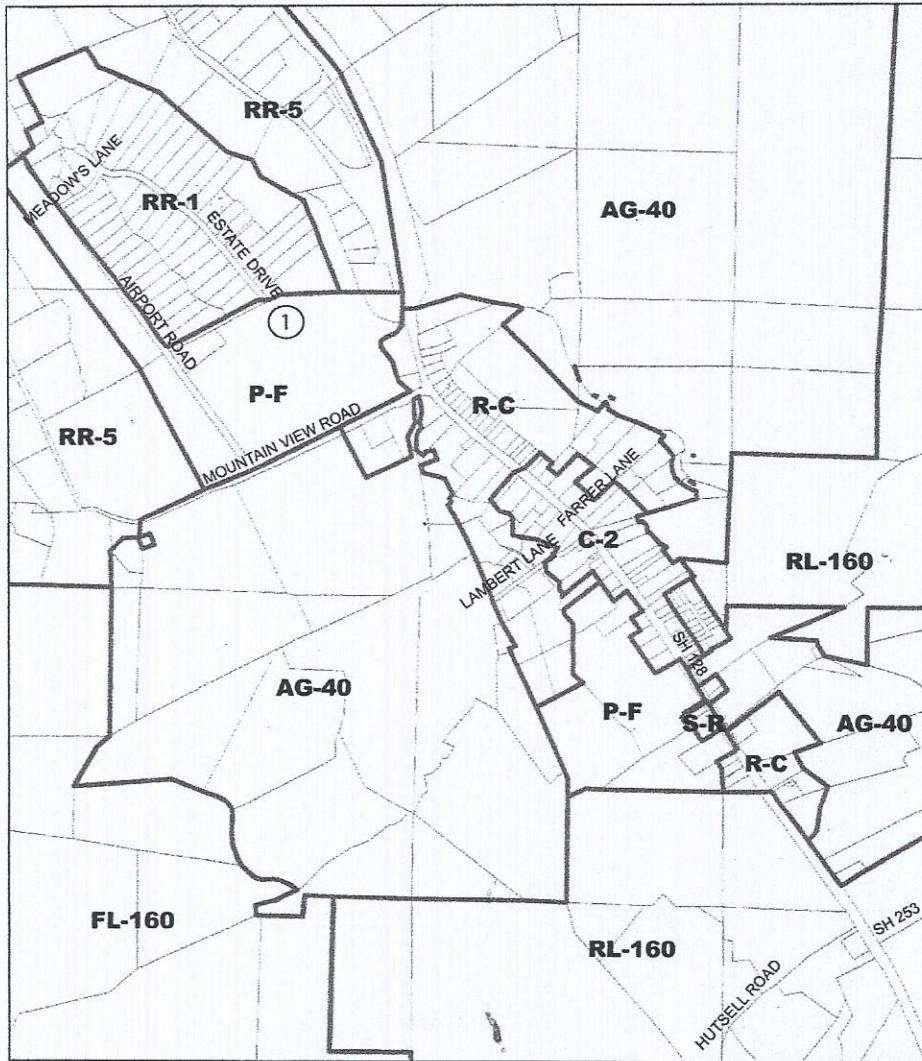 RR-5
MEADOW'S LANE
RR-1
ESTATE DRIVE
AG-40
AIRPORT ROAD
1
P-F
R-C
RR-5
MOUNTAIN VIEW ROAD
FARRER LANE
C-2
LAMBERT LANE
RL-160
SH 128
AG-40
P-F
S-R
AG-40
R-C
FL-160
RL-160
SH 253
HUTSELL ROAD